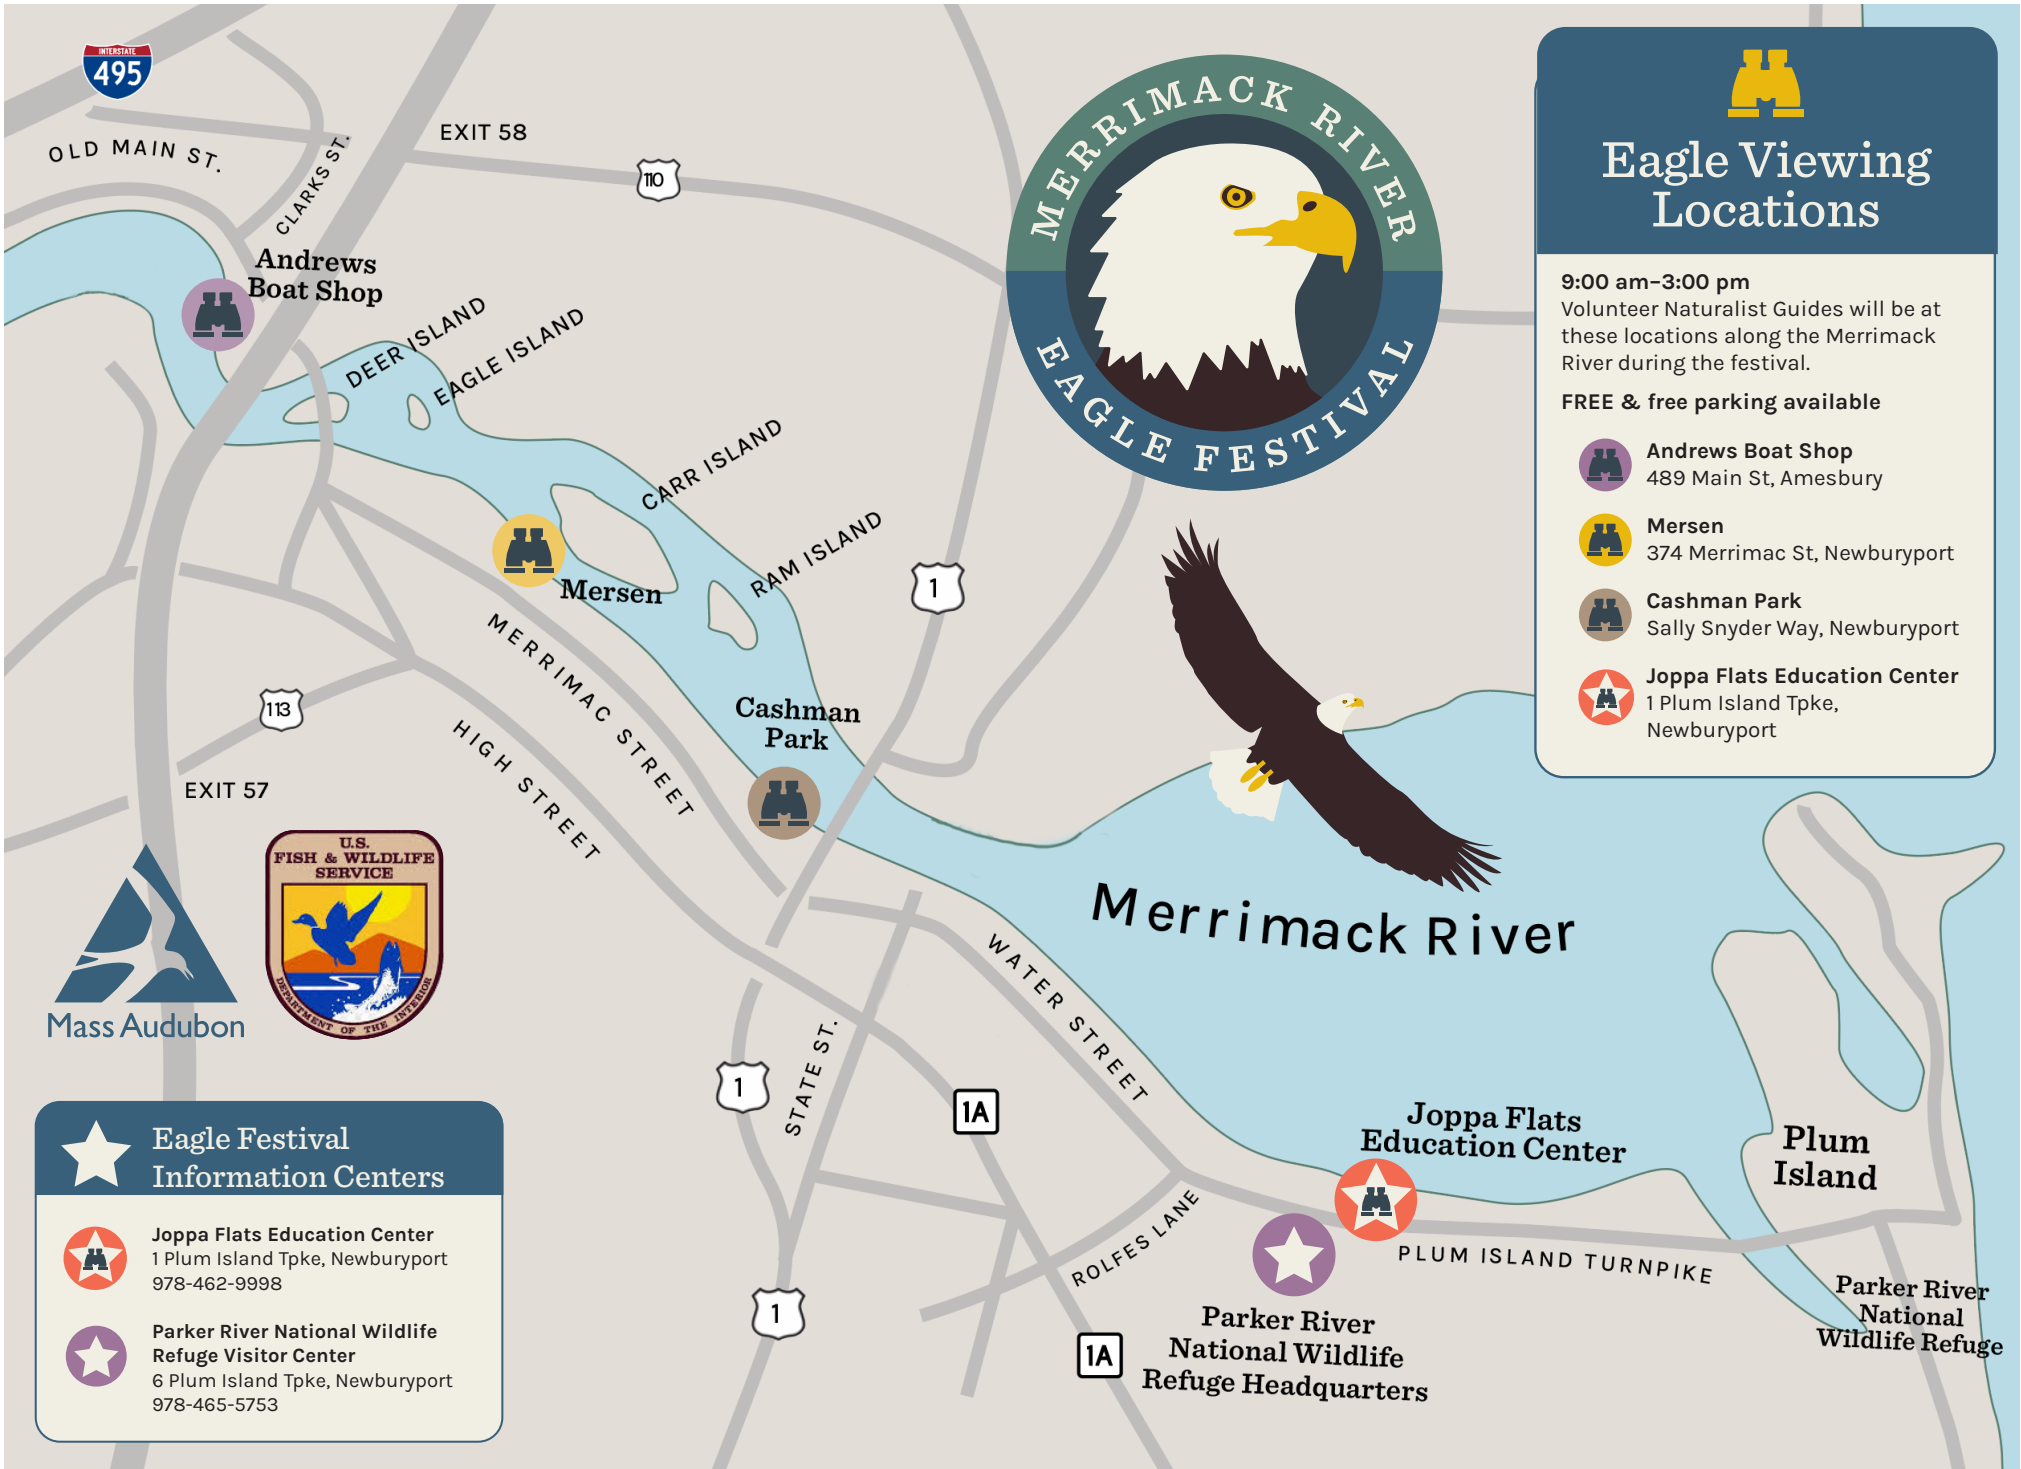 INTERSTATE
495
OLD MAIN ST.
CLARKS ST.
EXIT 58
110
Andrews
Boat Shop
DEER ISLAND
EAGLE ISLAND
CARR ISLAND
RAM ISLAND
Mersen
MERRIMAC STREET
HIGH STREET
113
EXIT 57
Cashman
Park
1
MERRIMACK RIVER
EAGLE FESTIVAL
Eagle Viewing
Locations
9:00 am–3:00 pm
Volunteer Naturalist Guides will be at
these locations along the Merrimack
River during the festival.
FREE & free parking available
Andrews Boat Shop
489 Main St, Amesbury
Mersen
374 Merrimac St, Newburyport
Cashman Park
Sally Snyder Way, Newburyport
Joppa Flats Education Center
1 Plum Island Tpke,
Newburyport
Merrimack River
U.S.
FISH & WILDLIFE
SERVICE
DEPARTMENT OF THE INTERIOR
Mass Audubon
WATER STREET
STATE ST.
1
1A
1
ROLFES LANE
1A
Joppa Flats
Education Center
PLUM ISLAND TURNPIKE
Plum
Island
Parker River
National Wildlife
Refuge Headquarters
Parker River
National
Wildlife Refuge
Eagle Festival
Information Centers
Joppa Flats Education Center
1 Plum Island Tpke, Newburyport
978-462-9998
Parker River National Wildlife
Refuge Visitor Center
6 Plum Island Tpke, Newburyport
978-465-5753